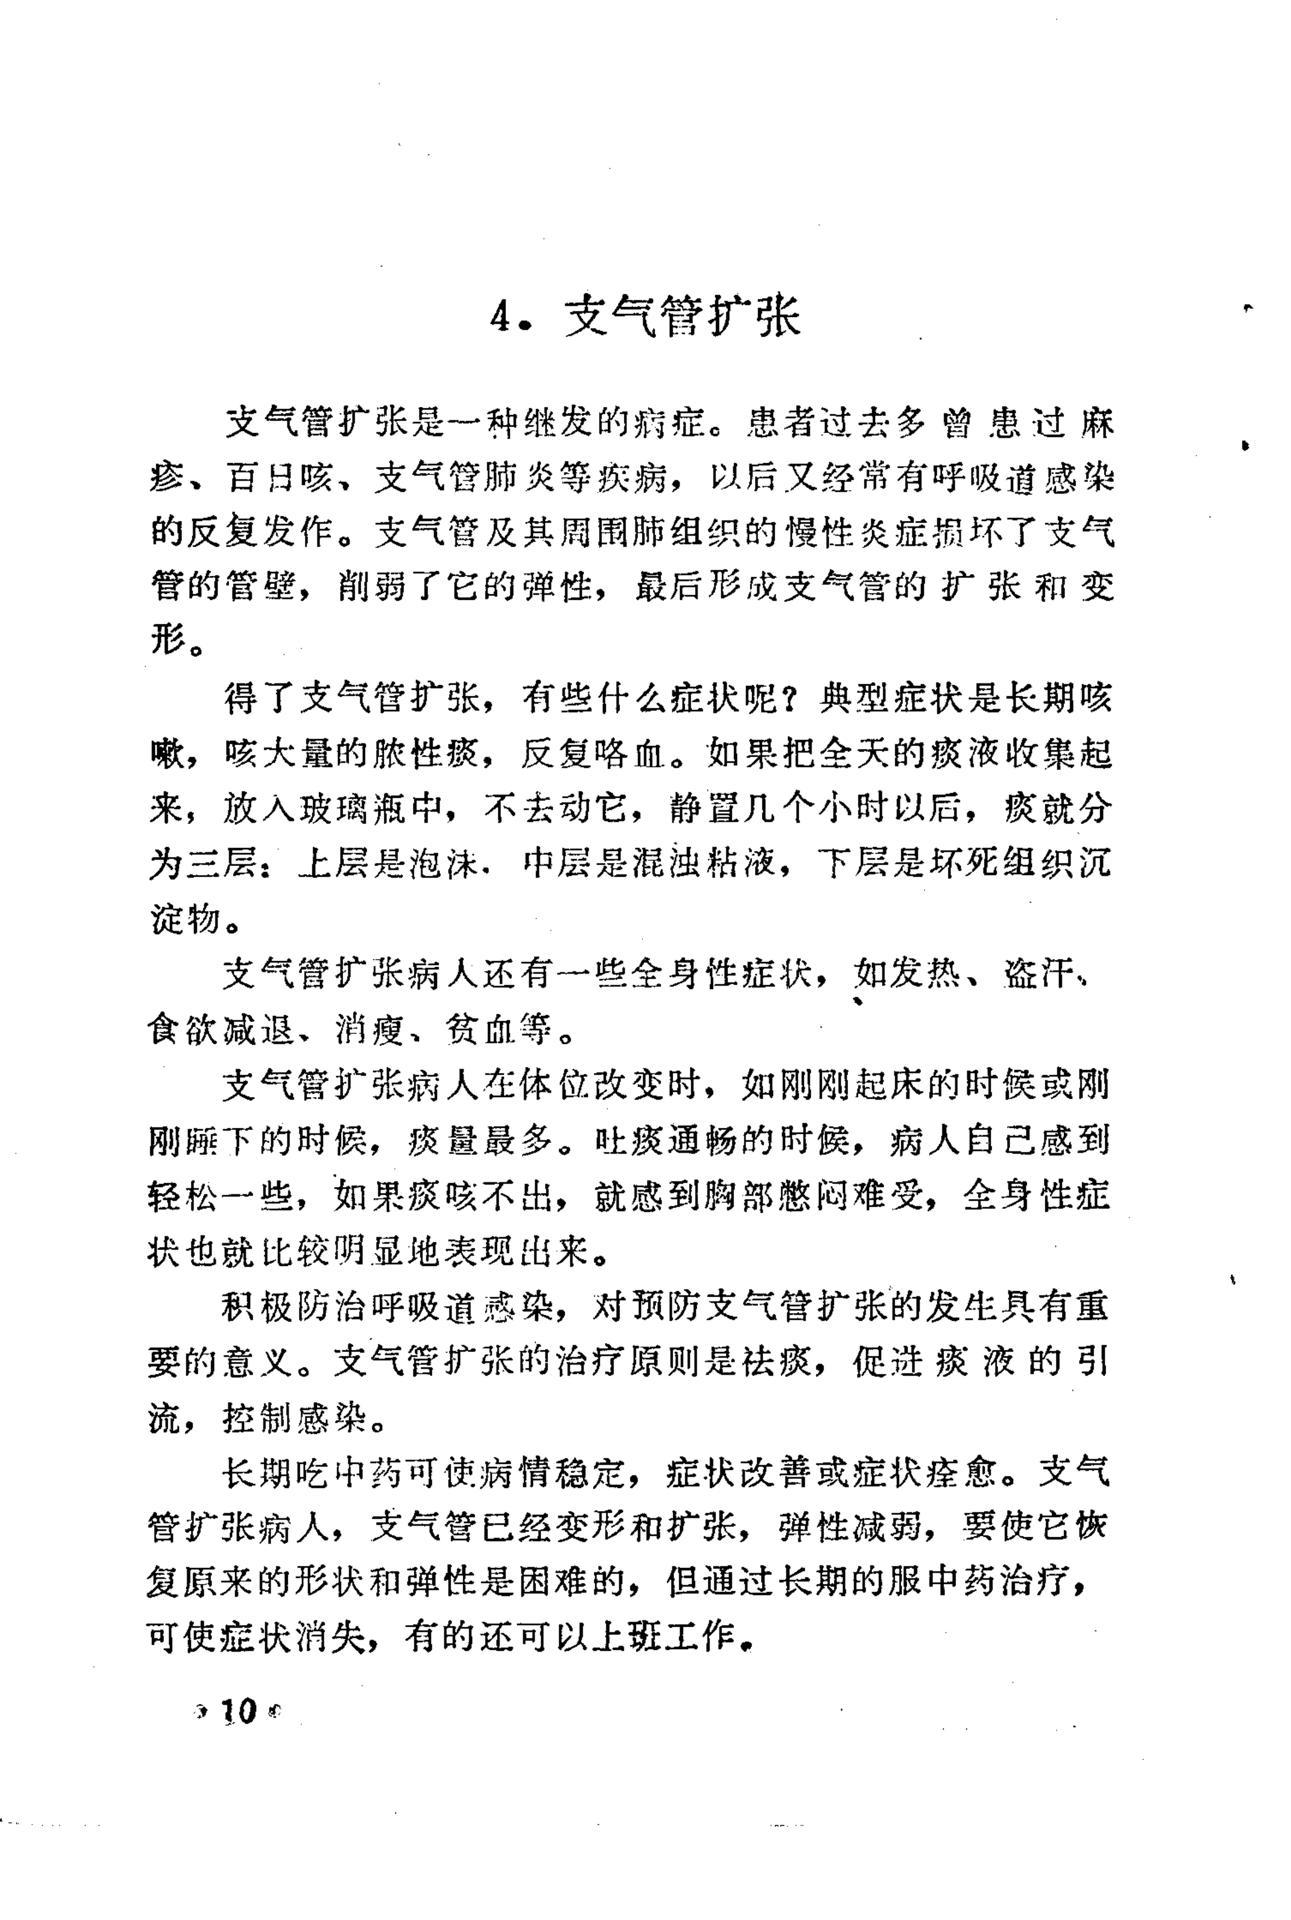 4．支气管扩张
支气管扩张是一种继发的病症。患者过去多曾患过麻
疹、百日咳、支气管肺炎等疾病，以后又经常有呼吸道感染
的反复发作。支气管及其周围肺组织的慢性炎症损坏了支气
管的管壁，削弱了它的弹性，最后形成支气管的扩张和变
形。
得了支气管扩张，有些什么症状呢？典型症状是长期咳
嗽，咳大量的脓性痰，反复咯血。如果把全天的痰液收集起
来，放入玻璃瓶中，不去动它，静置几个小时以后，痰就分
为三层：上层是泡沫．中层是混浊粘液，下层是坏死组织沉
淀物。
支气管扩张病人还有一些全身性症状，如发热、盗汗、
食欲减退、消瘦、贫血等。
支气管扩张病人在体位改变时，如刚刚起床的时候或刚
刚睡下的时候，痰量最多。吐痰通畅的时候，病人自己感到
轻松一些，如果痰咳不出，就感到胸部憋闷难受，全身性症
状也就比较明显地表现出来。
积极防治呼吸道感染，对预防支气管扩张的发生具有重
要的意义。支气管扩张的治疗原则是祛痰，促进痰液的引
流，控制感染。
长期吃中药可使病情稳定，症状改善或症状痊愈。支气
管扩张病人，支气管已经变形和扩张，弹性减弱，要使它恢
复原来的形状和弹性是困难的，但通过长期的服中药治疗，
可使症状消失，有的还可以上班工作。
·10·